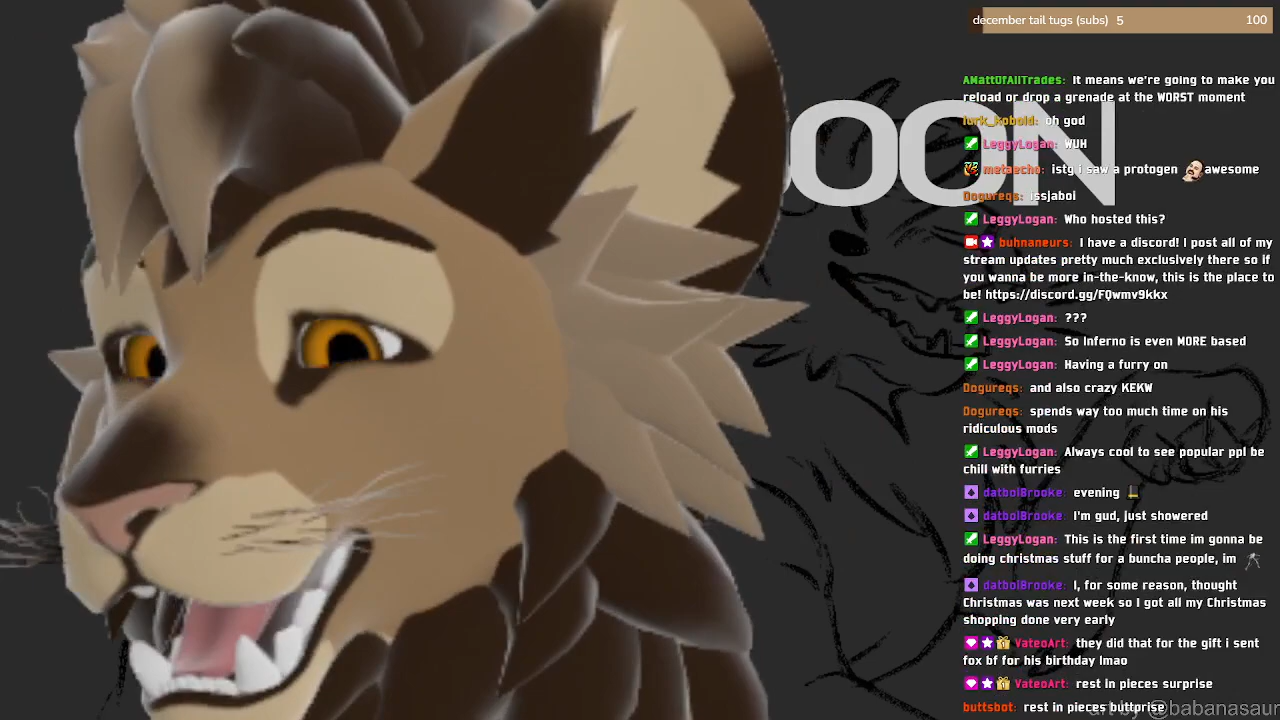 december tail tugs (subs) 5 100
OON
AMattOfAllTrades: It means we're going to make you
reload or drop a grenade at the WORST moment
lurk_kobold: oh god
LeggyLogan: WUH
metaecho: istg i saw a protogen awesome
Dogureqs: issjaboi
LeggyLogan: Who hosted this?
buhnaneurs: I have a discord! I post all of my
stream updates pretty much exclusively there so if
you wanna be more in-the-know, this is the place to
be! https://discord.gg/FQwmv9kkx
LeggyLogan: ???
LeggyLogan: So Inferno is even MORE based
LeggyLogan: Having a furry on
Dogureqs: and also crazy KEKW
Dogureqs: spends way too much time on his
ridiculous mods
LeggyLogan: Always cool to see popular ppl be
chill with furries
datboi8rooke: evening
datboi8rooke: I'm gud, just showered
LeggyLogan: This is the first time im gonna be
doing christmas stuff for a buncha people, im
datboi8rooke: I, for some reason, thought
Christmas was next week so I got all my Christmas
shopping done very early
VateoArt: they did that for the gift i sent
fox bf for his birthday lmao
VateoArt: rest in pieces surprise
buttsbot: rest in pieces buttprise
art by @babanasaur